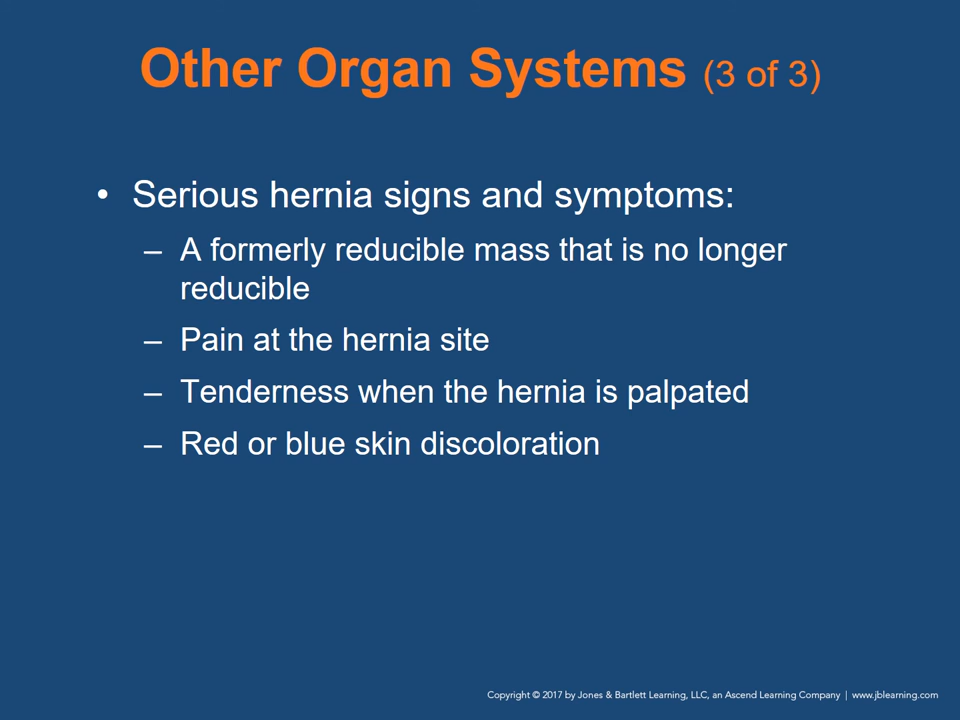 Other Organ Systems (3 of 3)
• Serious hernia signs and symptoms:
– A formerly reducible mass that is no longer
reducible
– Pain at the hernia site
– Tenderness when the hernia is palpated
– Red or blue skin discoloration
Copyright © 2017 by Jones & Bartlett Learning, LLC, an Ascend Learning Company | www.jblearning.com